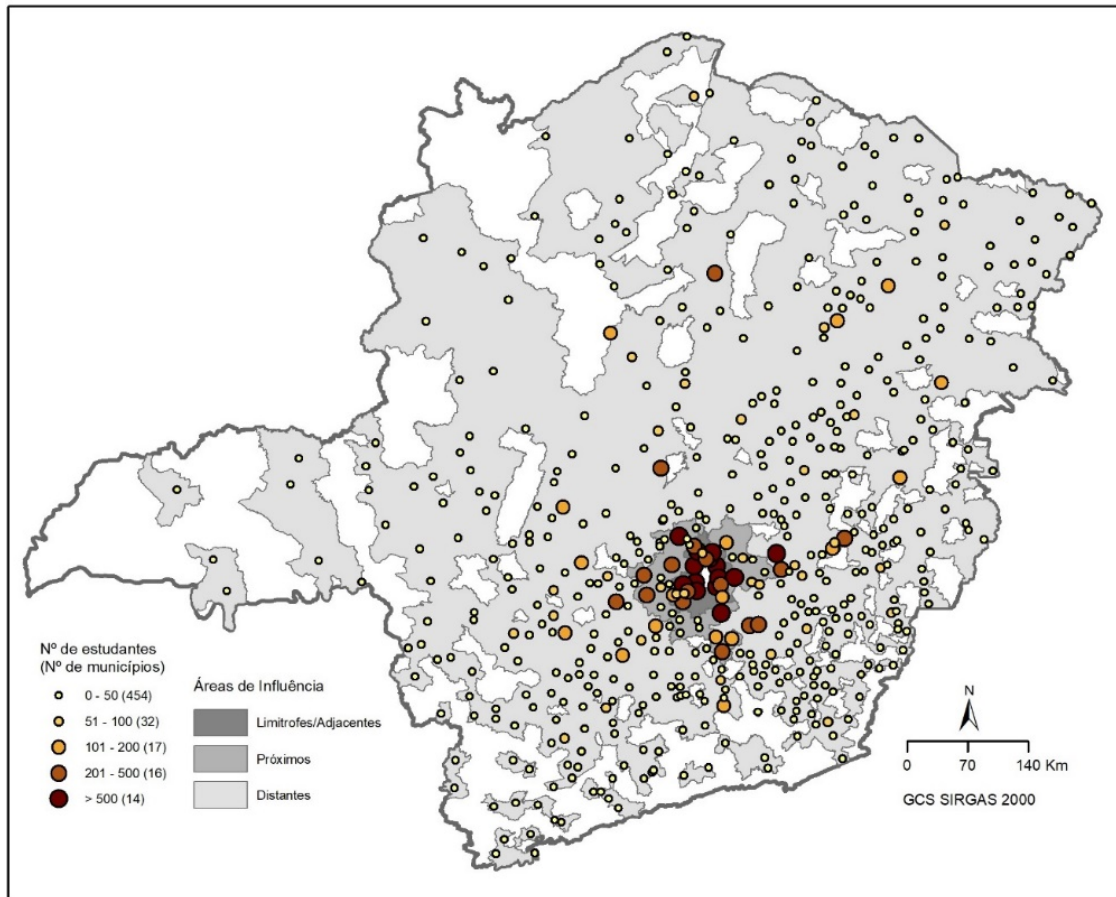 Nº de estudantes
(Nº de municípios)
0 - 50 (454)
51 - 100 (32)
101 - 200 (17)
201 - 500 (16)
> 500 (14)
Áreas de Influência
Limitrofes/Adjacentes
Próximos
Distantes
N
0 70 140 Km
GCS SIRGAS 2000